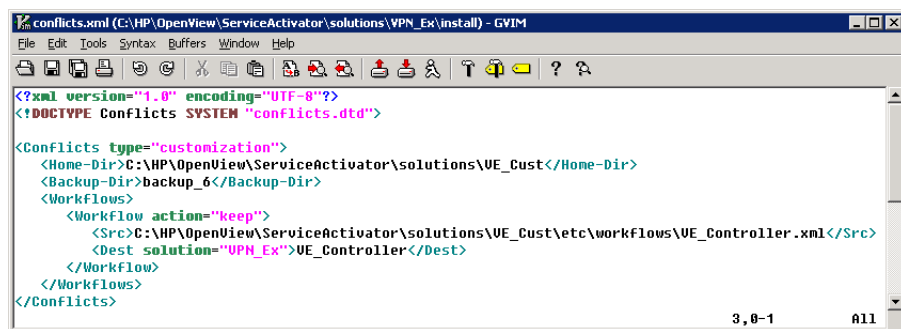 conflicts.xml (C:\HP\OpenView\ServiceActivator\solutions\VPN_Ex\install) - GVIM
File Edit Tools Syntax Buffers Window Help
<?xml version="1.0" encoding="UTF-8"?>
<!DOCTYPE Conflicts SYSTEM "conflicts.dtd">
<Conflicts type="customization">
<Home-Dir>C:\HP\OpenView\ServiceActivator\solutions\VE_Cust</Home-Dir>
<Backup-Dir>backup_6</Backup-Dir>
<Workflows>
<Workflow action="keep">
<Src>C:\HP\OpenView\ServiceActivator\solutions\VE_Cust\etc\workflows\VE_Controller.xml</Src>
<Dest solution="VPN_Ex">VE_Controller</Dest>
</Workflow>
</Workflows>
</Conflicts>
3,0-1 All